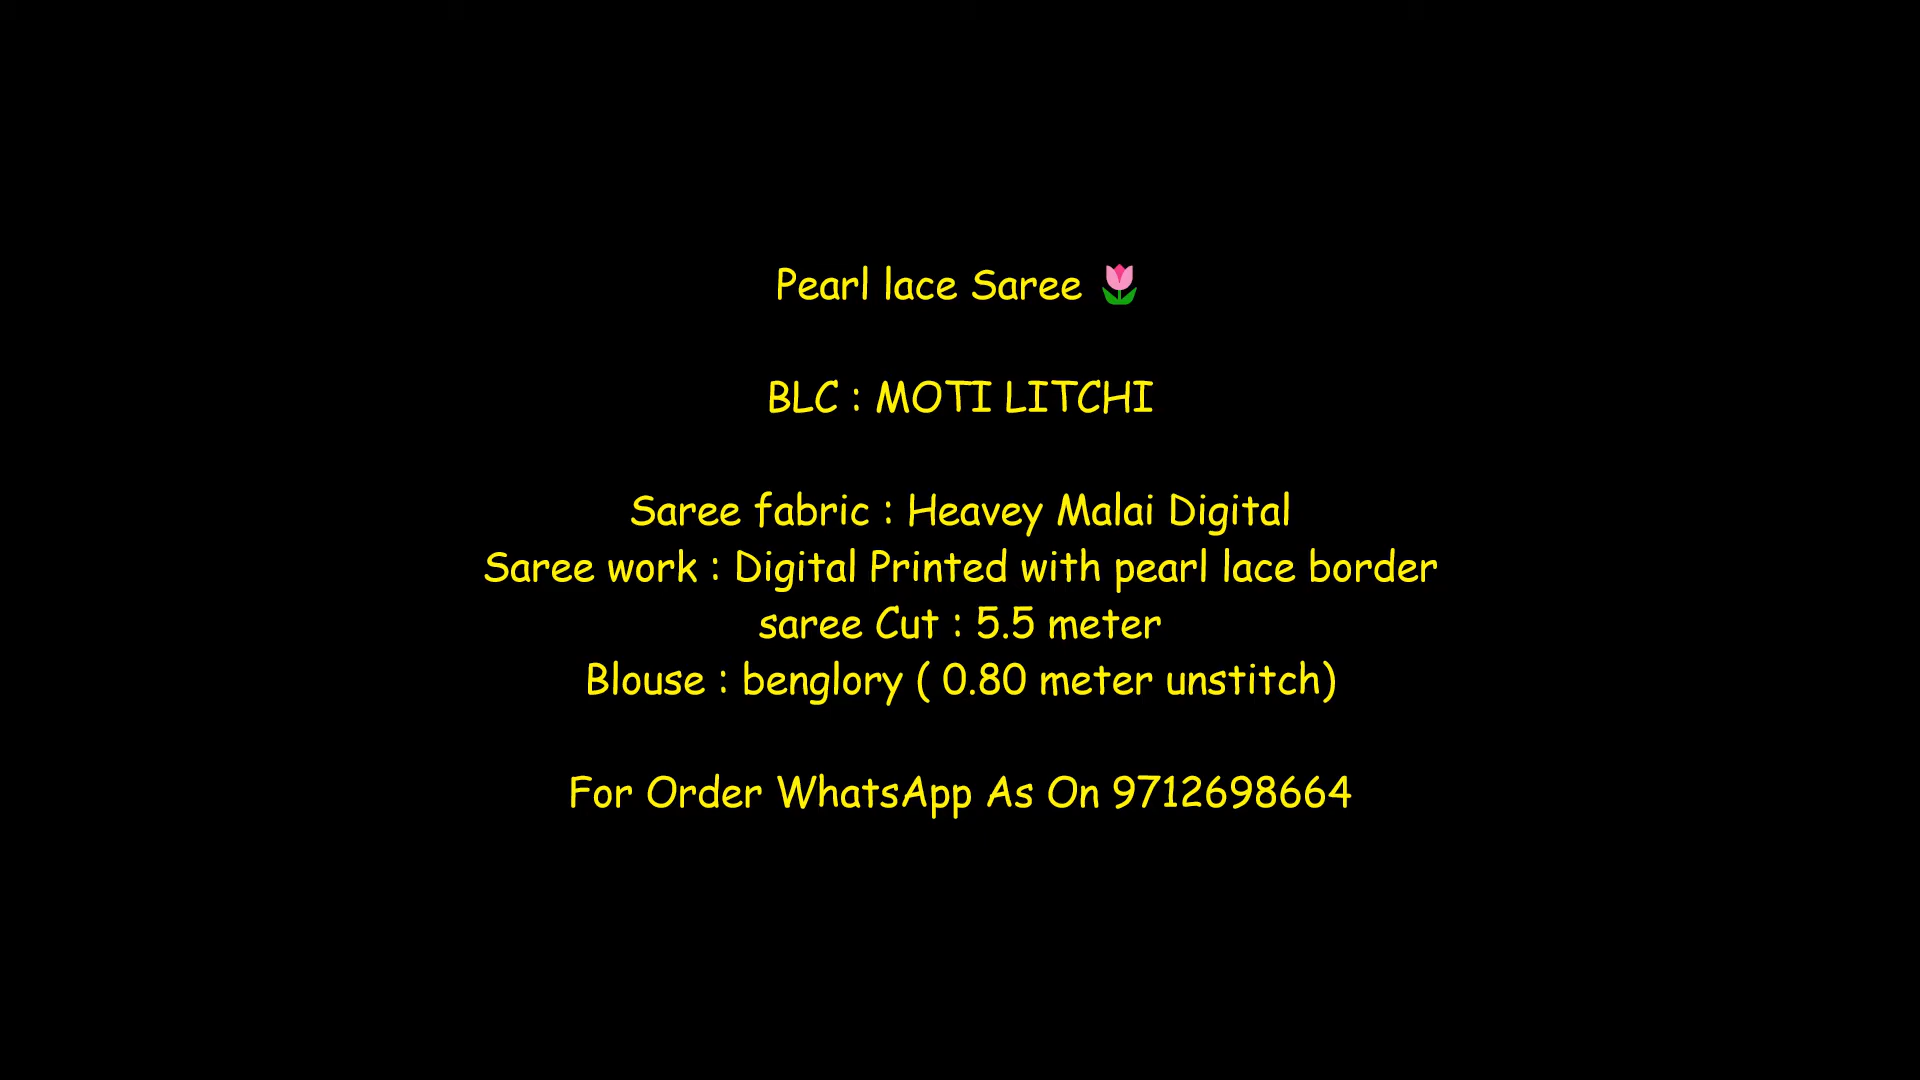 Pearl lace Saree 🌷
BLC : MOTI LITCHI
Saree fabric : Heavey Malai Digital
Saree work : Digital Printed with pearl lace border
saree Cut : 5.5 meter
Blouse : benglory ( 0.80 meter unstitch)
For Order WhatsApp As On 9712698664